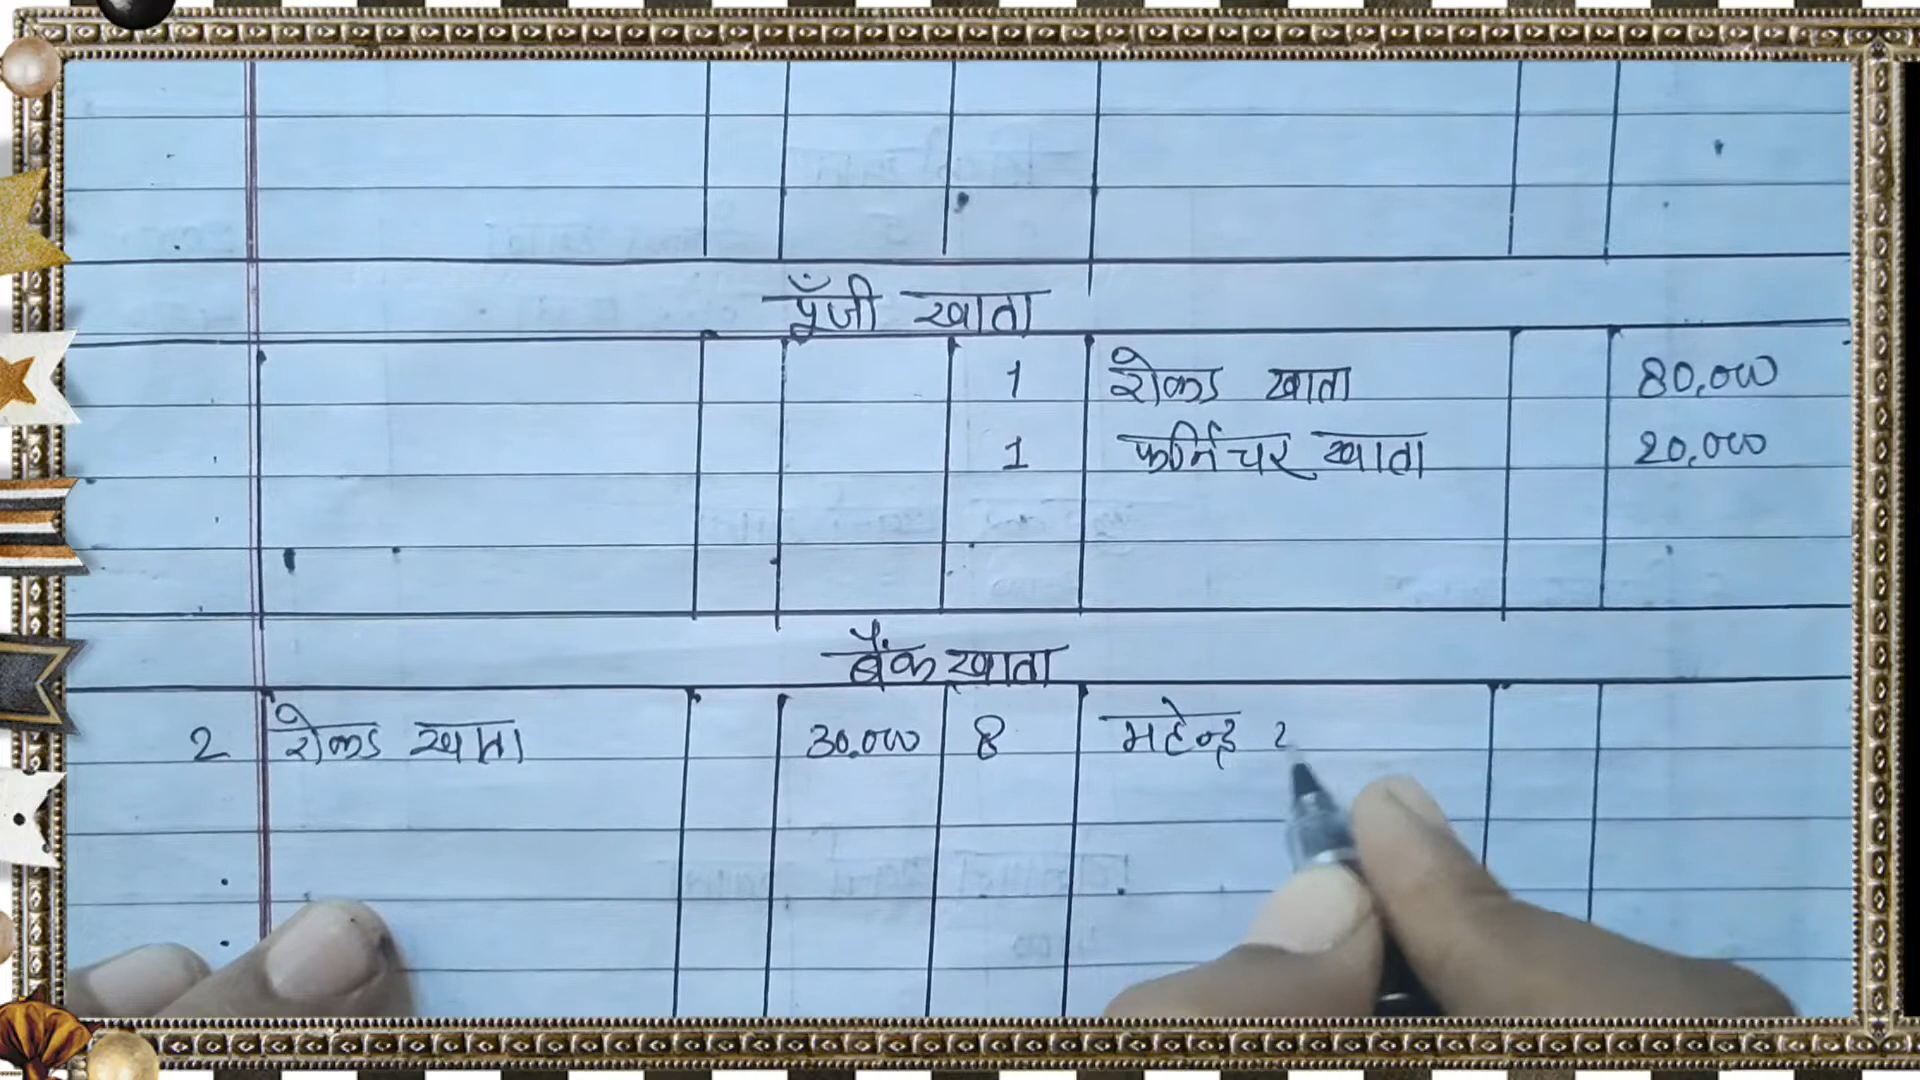 पूँजी खाता
1 रोकड खाता 80,000
1 फर्निचर खाता 20,000
बैंक खाता
2 रोकड खाता 30,000 8 महेन्द्र